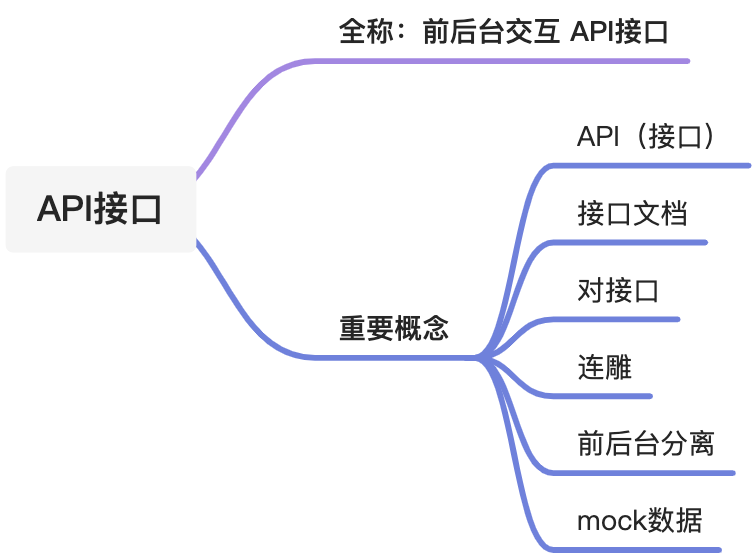 全称：前后台交互 API接口
API（接口）
API接口
接口文档
对接口
重要概念
连雕
前后台分离
mock数据